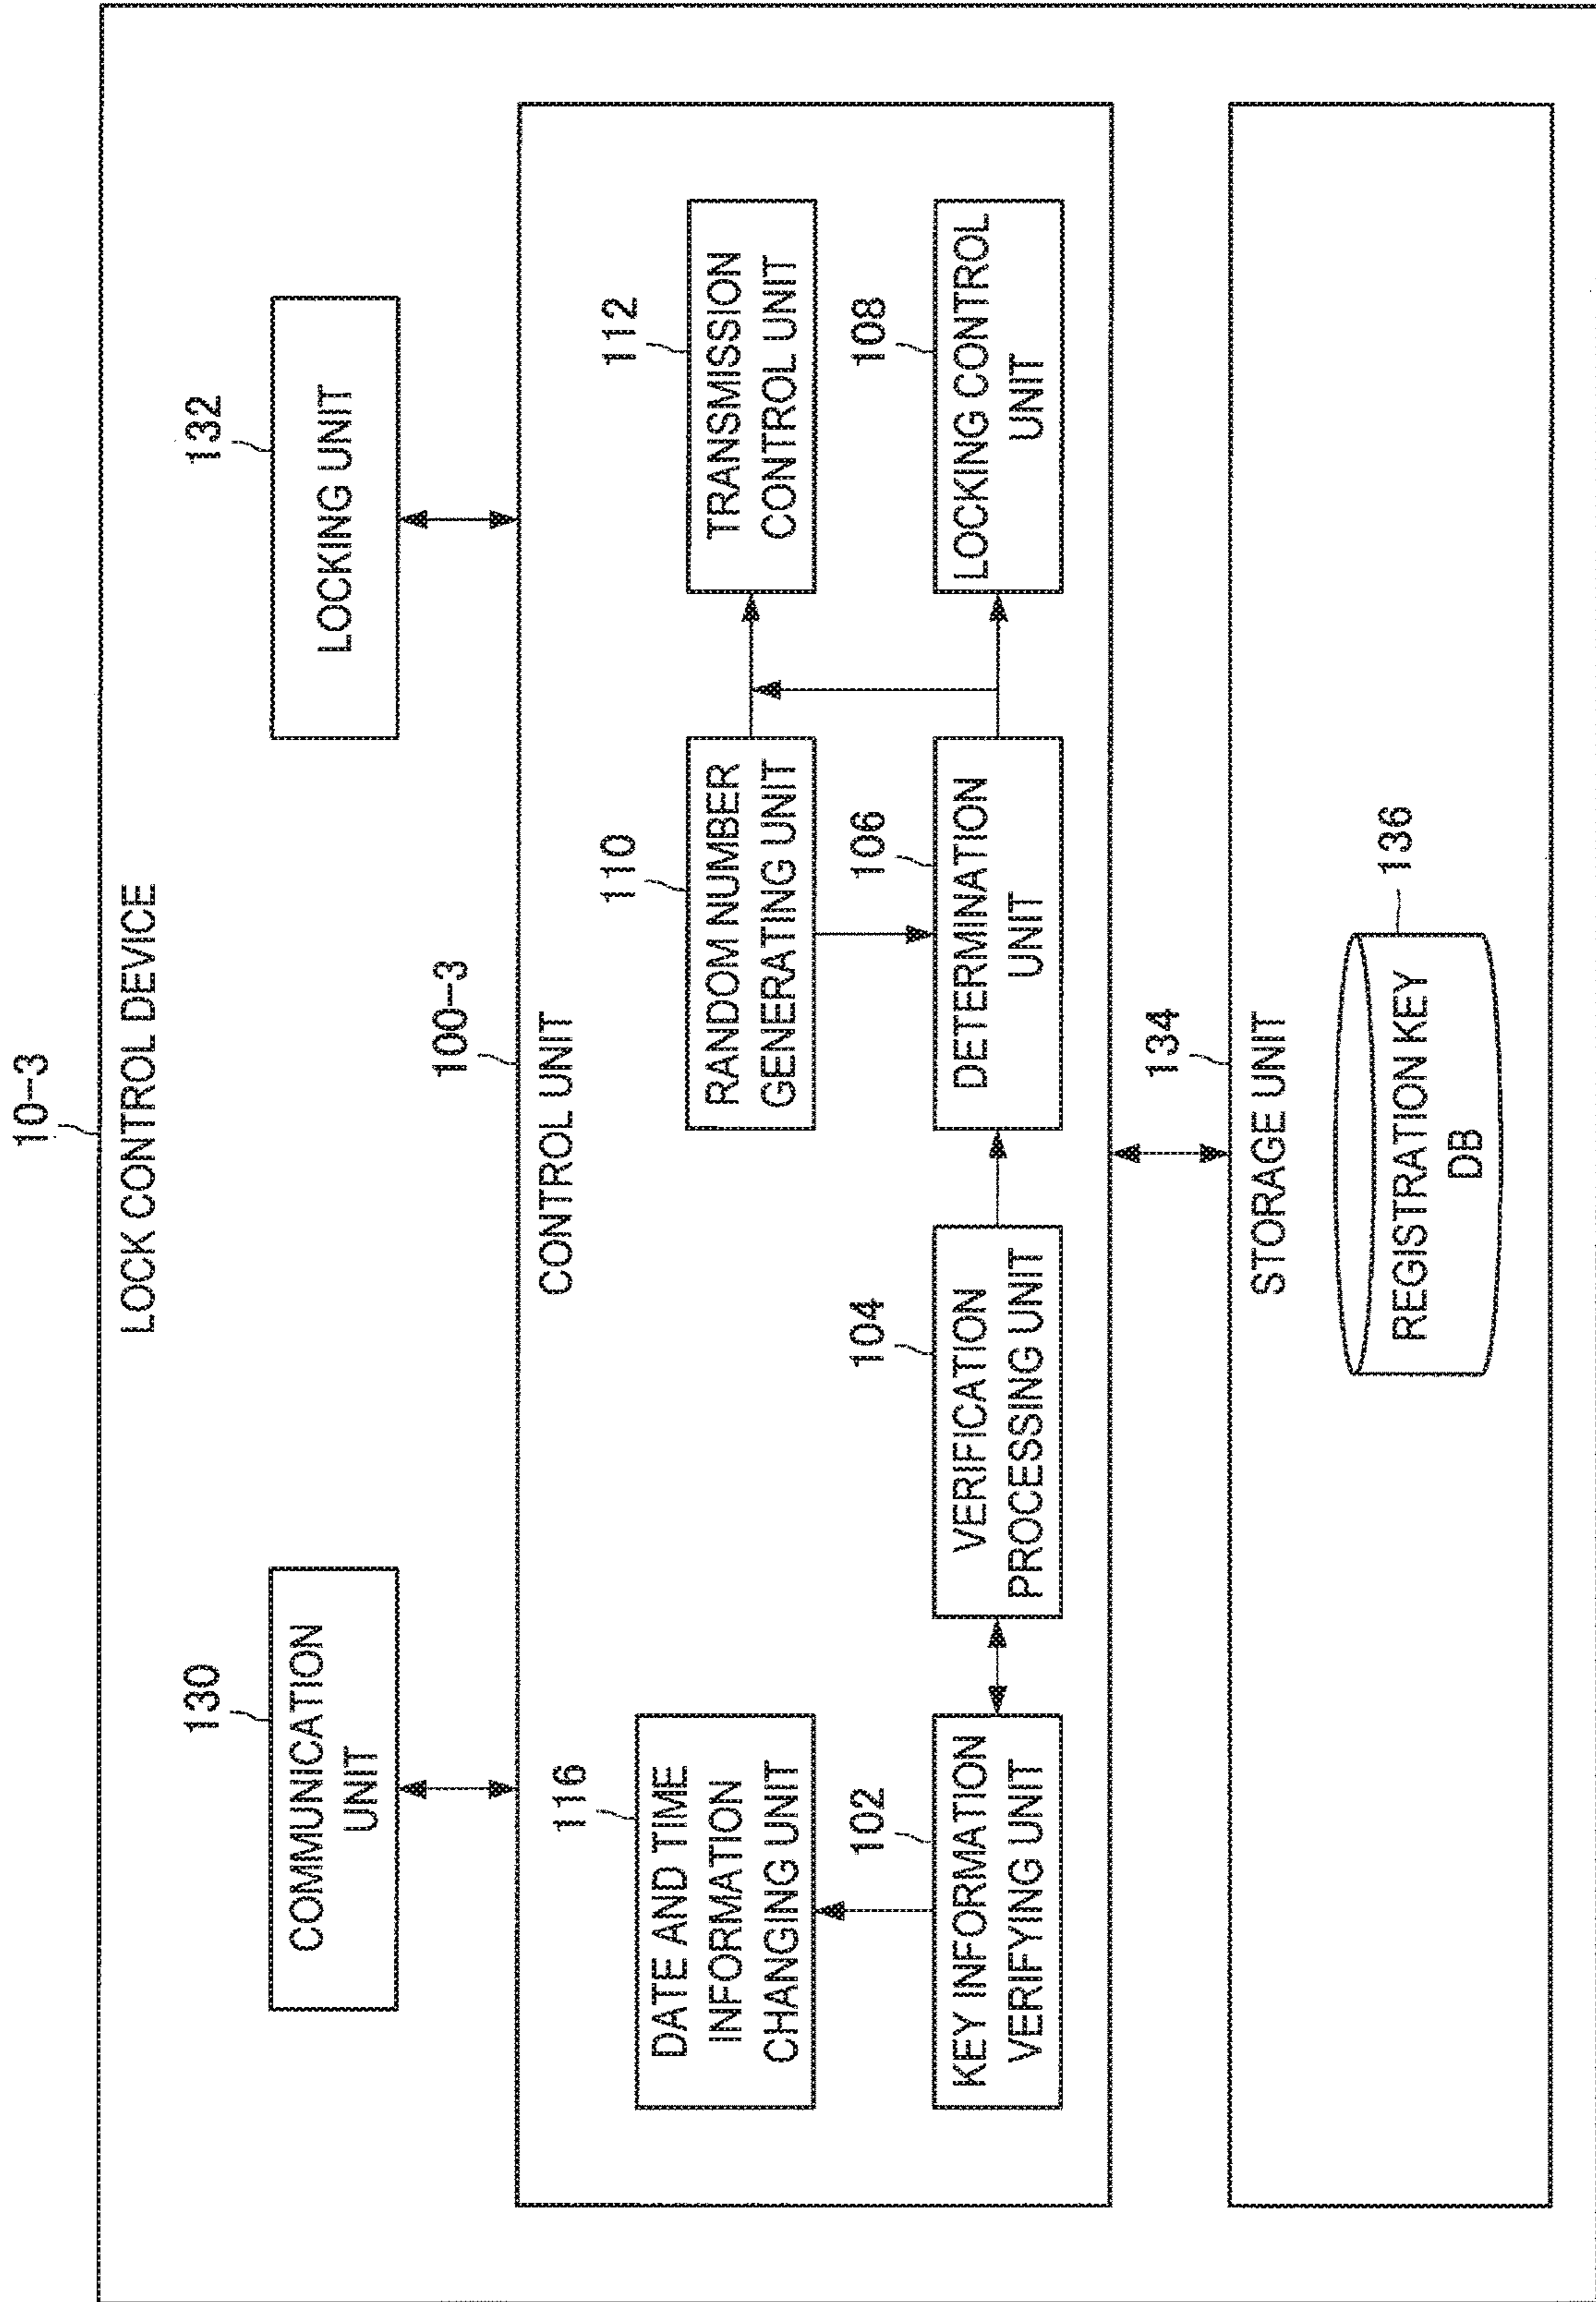 10-3
LOCK CONTROL DEVICE
130
COMMUNICATION
UNIT
132
LOCKING UNIT
100-3
CONTROL UNIT
116
DATE AND TIME
INFORMATION
CHANGING UNIT
110
RANDOM NUMBER
GENERATING UNIT
112
TRANSMISSION
CONTROL UNIT
102
KEY INFORMATION
VERIFYING UNIT
104
VERIFICATION
PROCESSING UNIT
106
DETERMINATION
UNIT
108
LOCKING CONTROL
UNIT
134
STORAGE UNIT
136
REGISTRATION KEY
DB